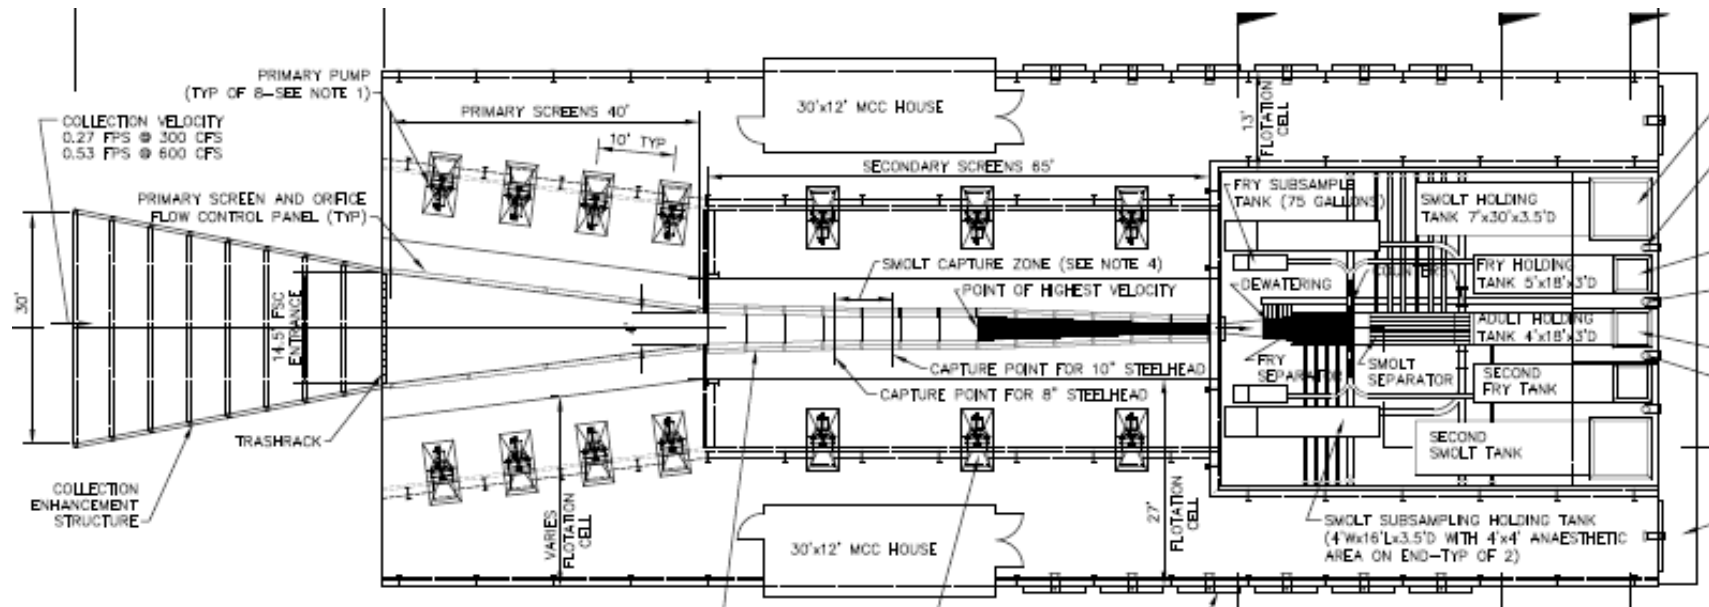 PRIMARY PUMP
(TYP OF 8-SEE NOTE 1)
COLLECTION VELOCITY
0.27 FPS @ 300 CFS
0.53 FPS @ 600 CFS
PRIMARY SCREENS 40'
10' TYP
30'x12' MCC HOUSE
13'
FLOTATION
CELL
SECONDARY SCREENS 65'
PRIMARY SCREEN AND ORIFICE
FLOW CONTROL PANEL (TYP)
FRY SUBSAMPLE
TANK (75 GALLONS)
SMOLT HOLDING
TANK 7'x30'x3.5'D
SMOLT CAPTURE ZONE (SEE NOTE 4)
POINT OF HIGHEST VELOCITY
DEWATERING
COUNTERS
FRY HOLDING
TANK 5'x18'x3'D
30'
14.5' FSC
ENTRANCE
ADULT HOLDING
TANK 4'x18'x3'D
FRY
SEPARATOR
SMOLT
SEPARATOR
SECOND
FRY TANK
CAPTURE POINT FOR 10" STEELHEAD
CAPTURE POINT FOR 8" STEELHEAD
TRASHRACK
SECOND
SMOLT TANK
COLLECTION
ENHANCEMENT
STRUCTURE
VARIES
FLOTATION
CELL
30'x12' MCC HOUSE
27'
FLOTATION
CELL
SMOLT SUBSAMPLING HOLDING TANK
(4'Wx16'Lx3.5'D WITH 4'x4' ANAESTHETIC
AREA ON END-TYP OF 2)